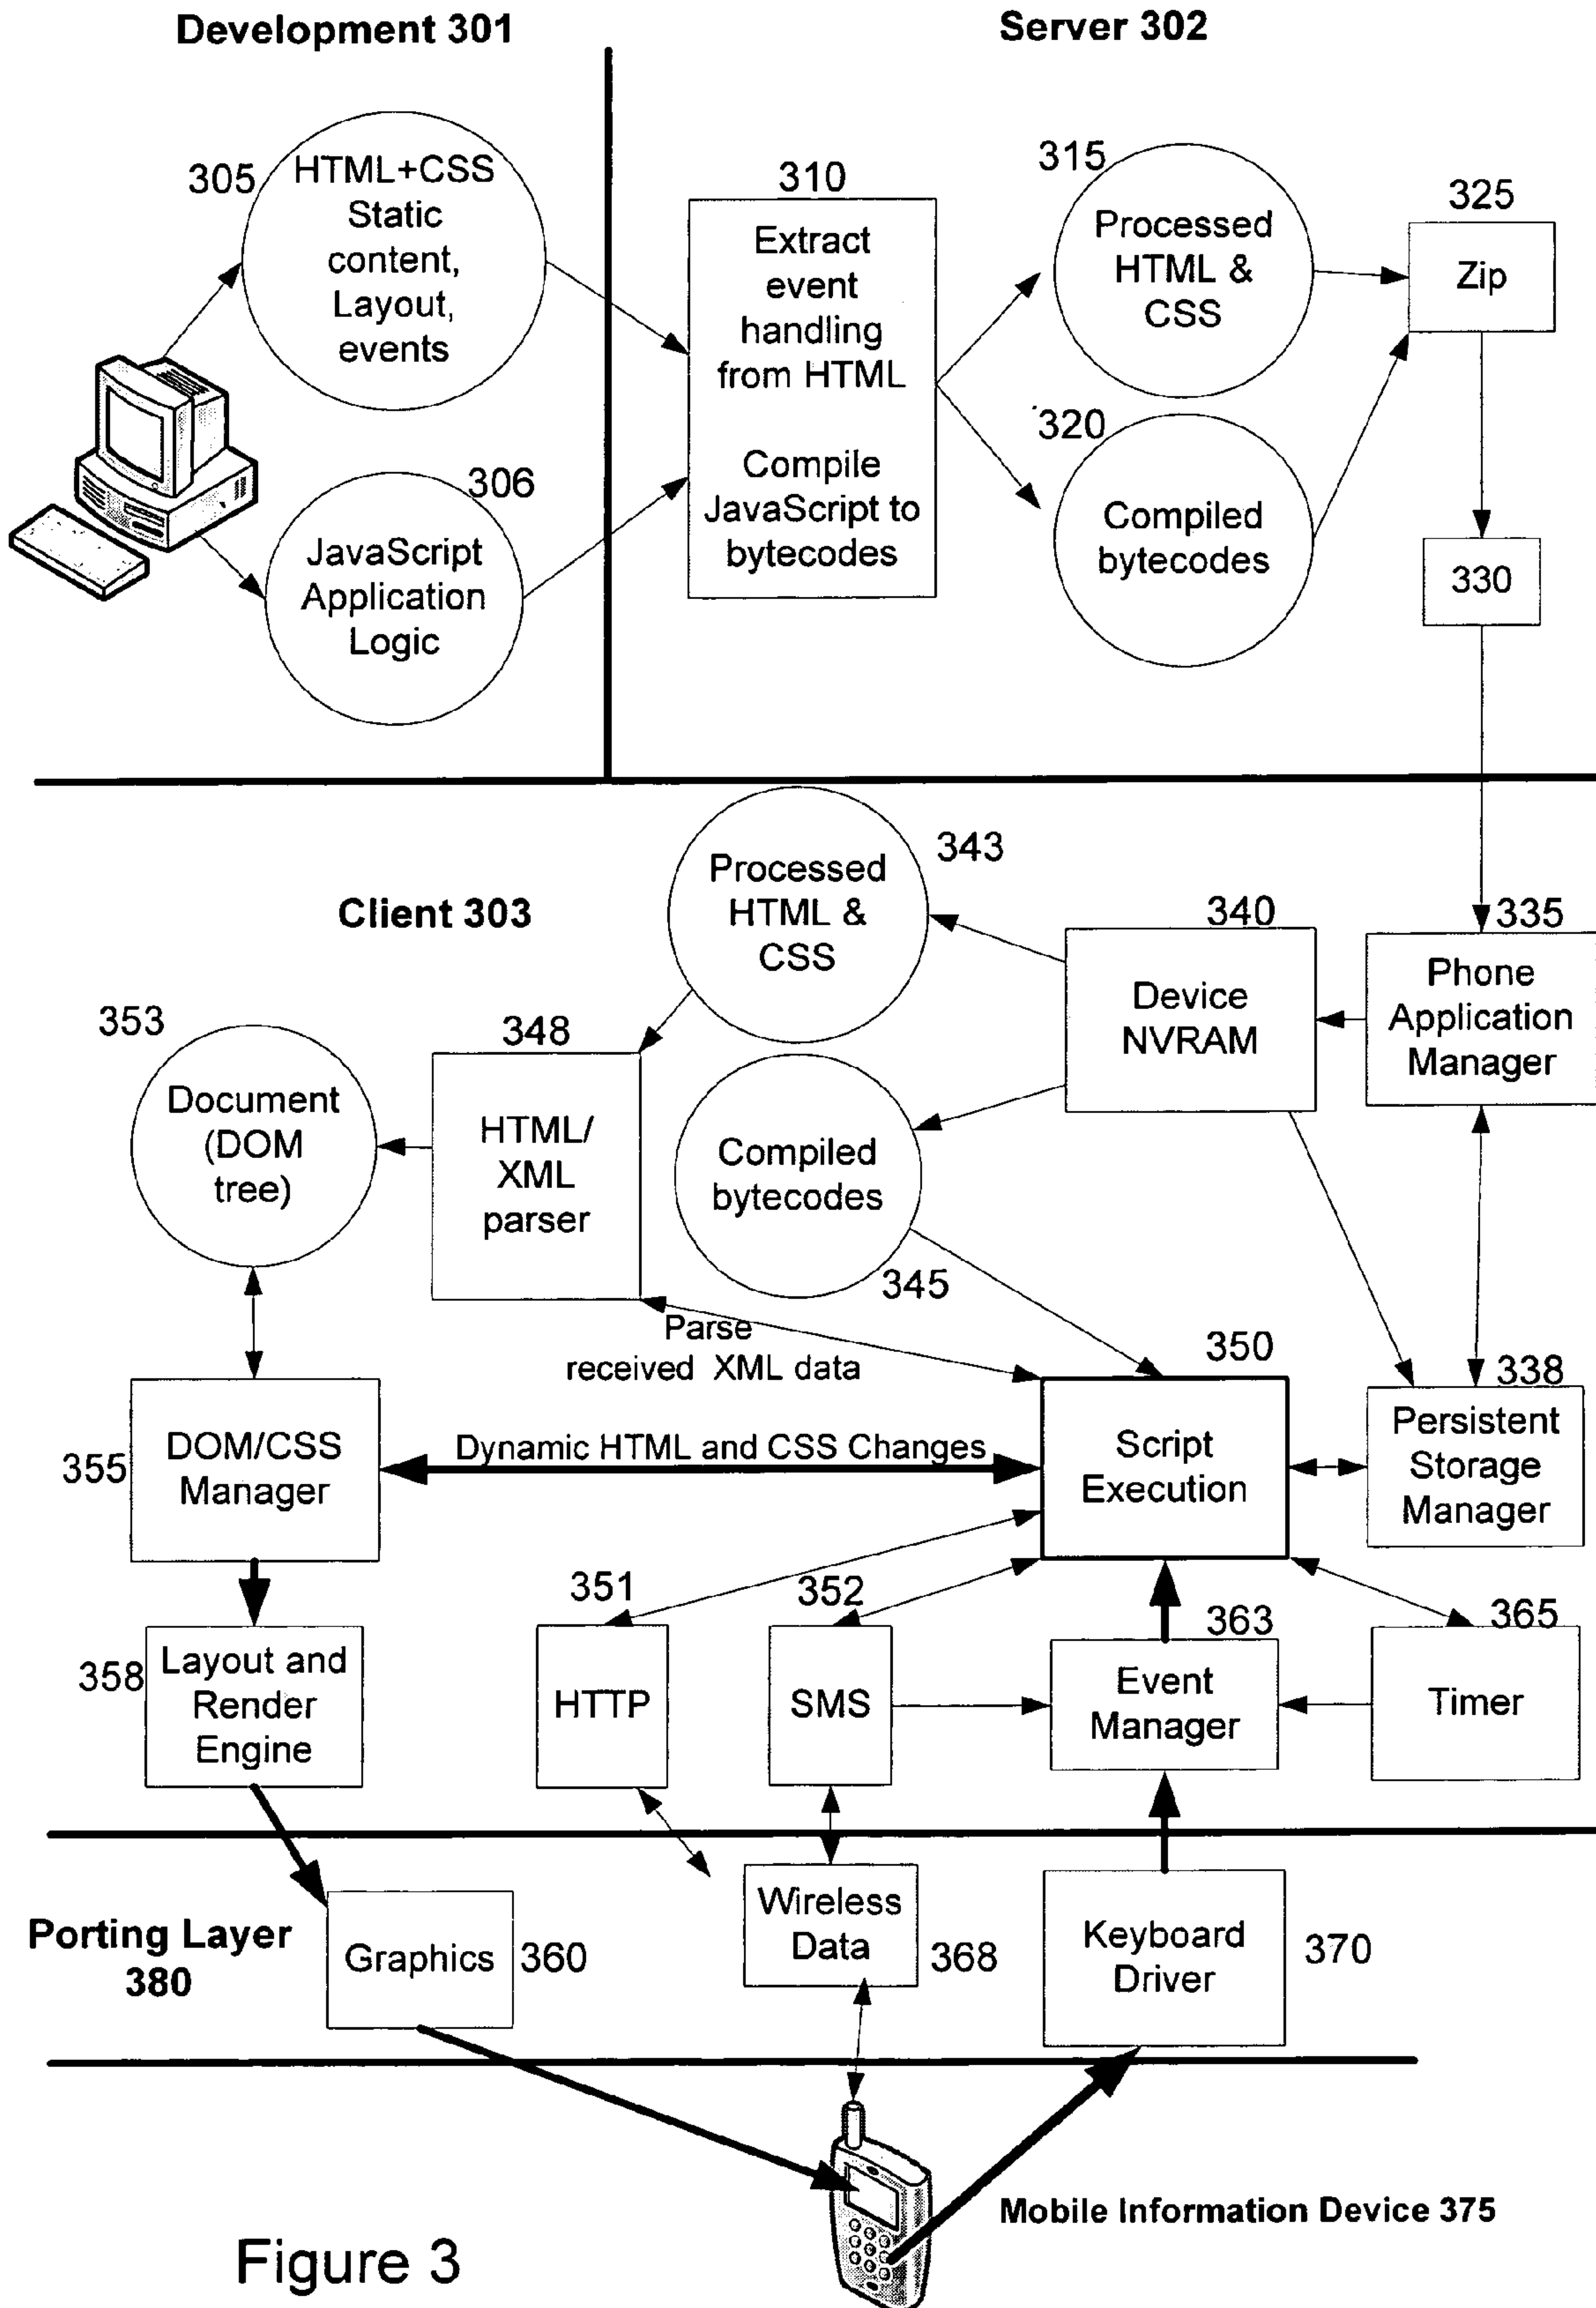 Development 301
Server 302
305
HTML+CSS
Static
content,
Layout,
events
306
JavaScript
Application
Logic
310
Extract
event
handling
from HTML
Compile
JavaScript to
bytecodes
315
Processed
HTML &
CSS
320
Compiled
bytecodes
325
Zip
330
Client 303
343
Processed
HTML &
CSS
340
Device
NVRAM
335
Phone
Application
Manager
353
Document
(DOM
tree)
348
HTML/
XML
parser
Compiled
bytecodes
345
Parse
received XML data
350
Script
Execution
338
Persistent
Storage
Manager
355
DOM/CSS
Manager
Dynamic HTML and CSS Changes
358
Layout and
Render
Engine
351
HTTP
352
SMS
363
Event
Manager
365
Timer
Porting Layer
380
Graphics
360
Wireless
Data
368
Keyboard
Driver
370
Mobile Information Device 375
Figure 3